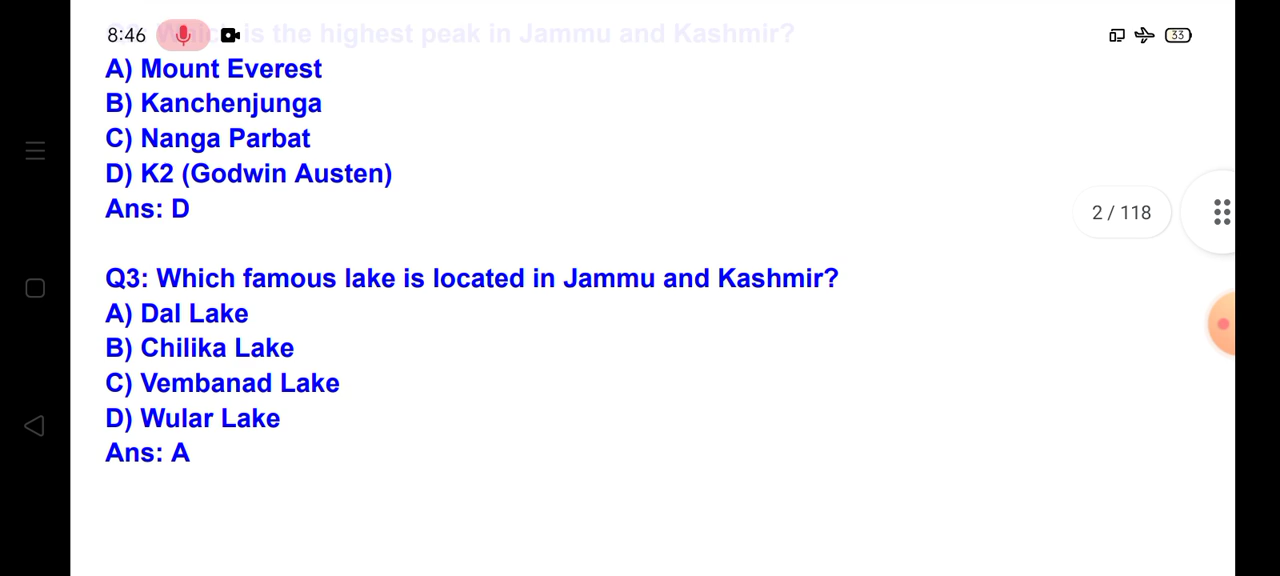 8:46
Which is the highest peak in Jammu and Kashmir?
33
A) Mount Everest
B) Kanchenjunga
C) Nanga Parbat
D) K2 (Godwin Austen)
Ans: D
2 / 118
Q3: Which famous lake is located in Jammu and Kashmir?
A) Dal Lake
B) Chilika Lake
C) Vembanad Lake
D) Wular Lake
Ans: A